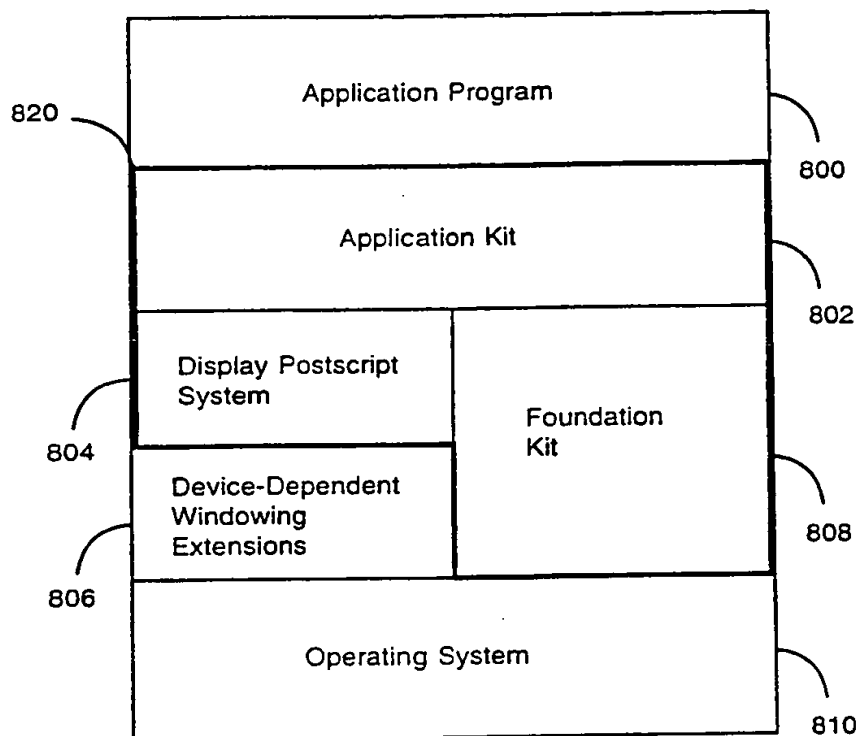 Application Program
820
800
Application Kit
802
Display Postscript
System
Foundation
Kit
804
Device-Dependent
Windowing
Extensions
808
806
Operating System
810